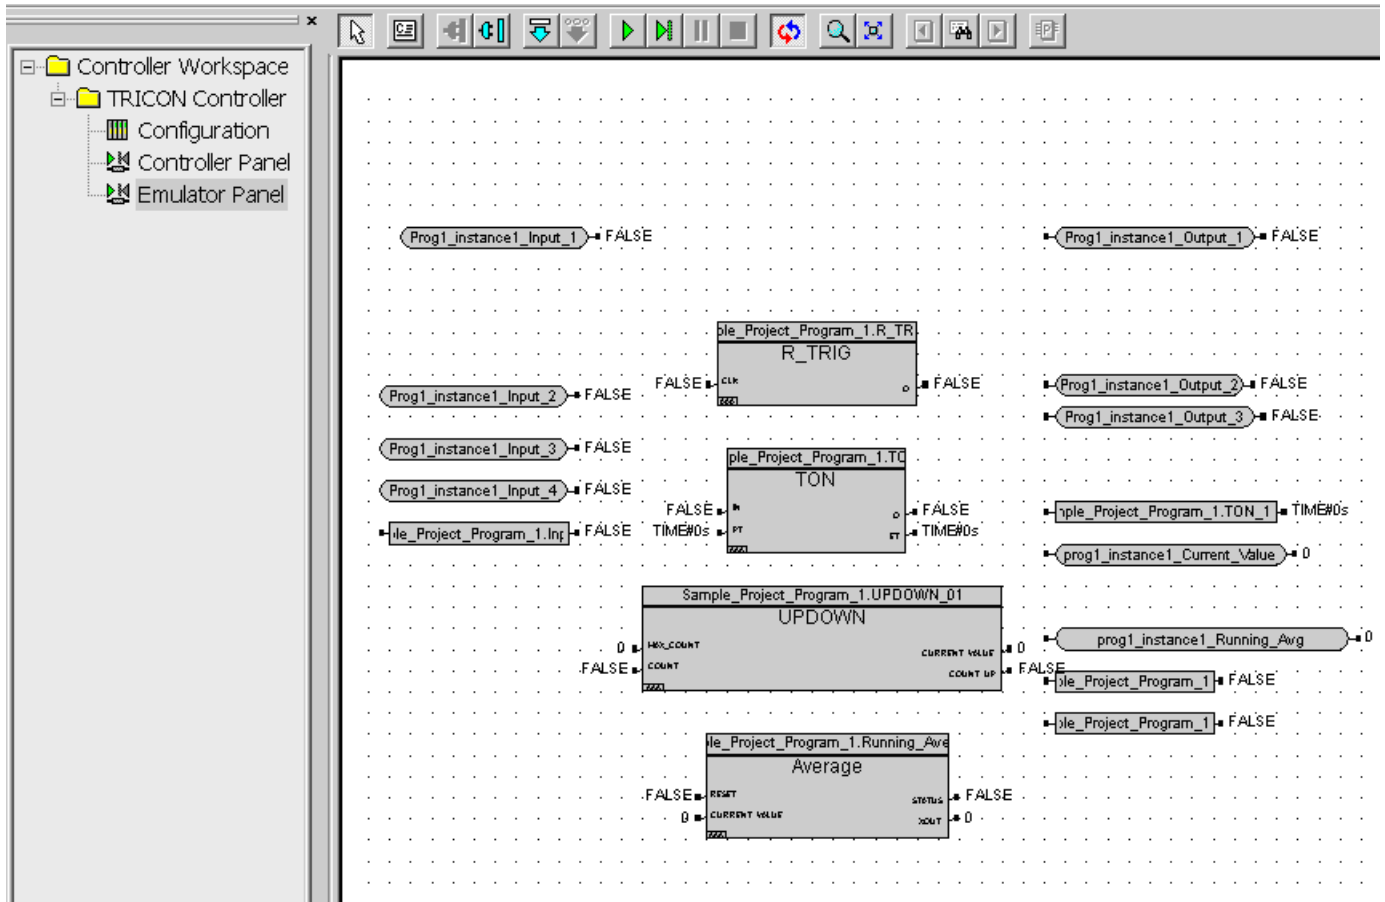 Controller Workspace
TRICON Controller
Configuration
Controller Panel
Emulator Panel
Prog1_instance1_Input_1 FALSE
Prog1_instance1_Output_1 FALSE
ple_Project_Program_1.R_TR
R_TRIG
FALSE CLK
Q FALSE
Prog1_instance1_Input_2 FALSE
Prog1_instance1_Output_2 FALSE
Prog1_instance1_Output_3 FALSE
Prog1_instance1_Input_3 FALSE
ple_Project_Program_1.TO
TON
Prog1_instance1_Input_4 FALSE
FALSE IN
Q FALSE
nple_Project_Program_1.TON_1 TIME#0s
le_Project_Program_1.Inp FALSE
TIME#0s PT
ET TIME#0s
prog1_instance1_Current_Value 0
Sample_Project_Program_1.UPDOWN_01
UPDOWN
0 MAX_COUNT
CURRENT VALUE 0
FALSE COUNT
COUNT UP FALSE
prog1_instance1_Running_Avg 0
ple_Project_Program_1 FALSE
ple_Project_Program_1 FALSE
le_Project_Program_1.Running_Ave
Average
FALSE RESET
STATUS FALSE
0 CURRENT VALUE
XOUT 0